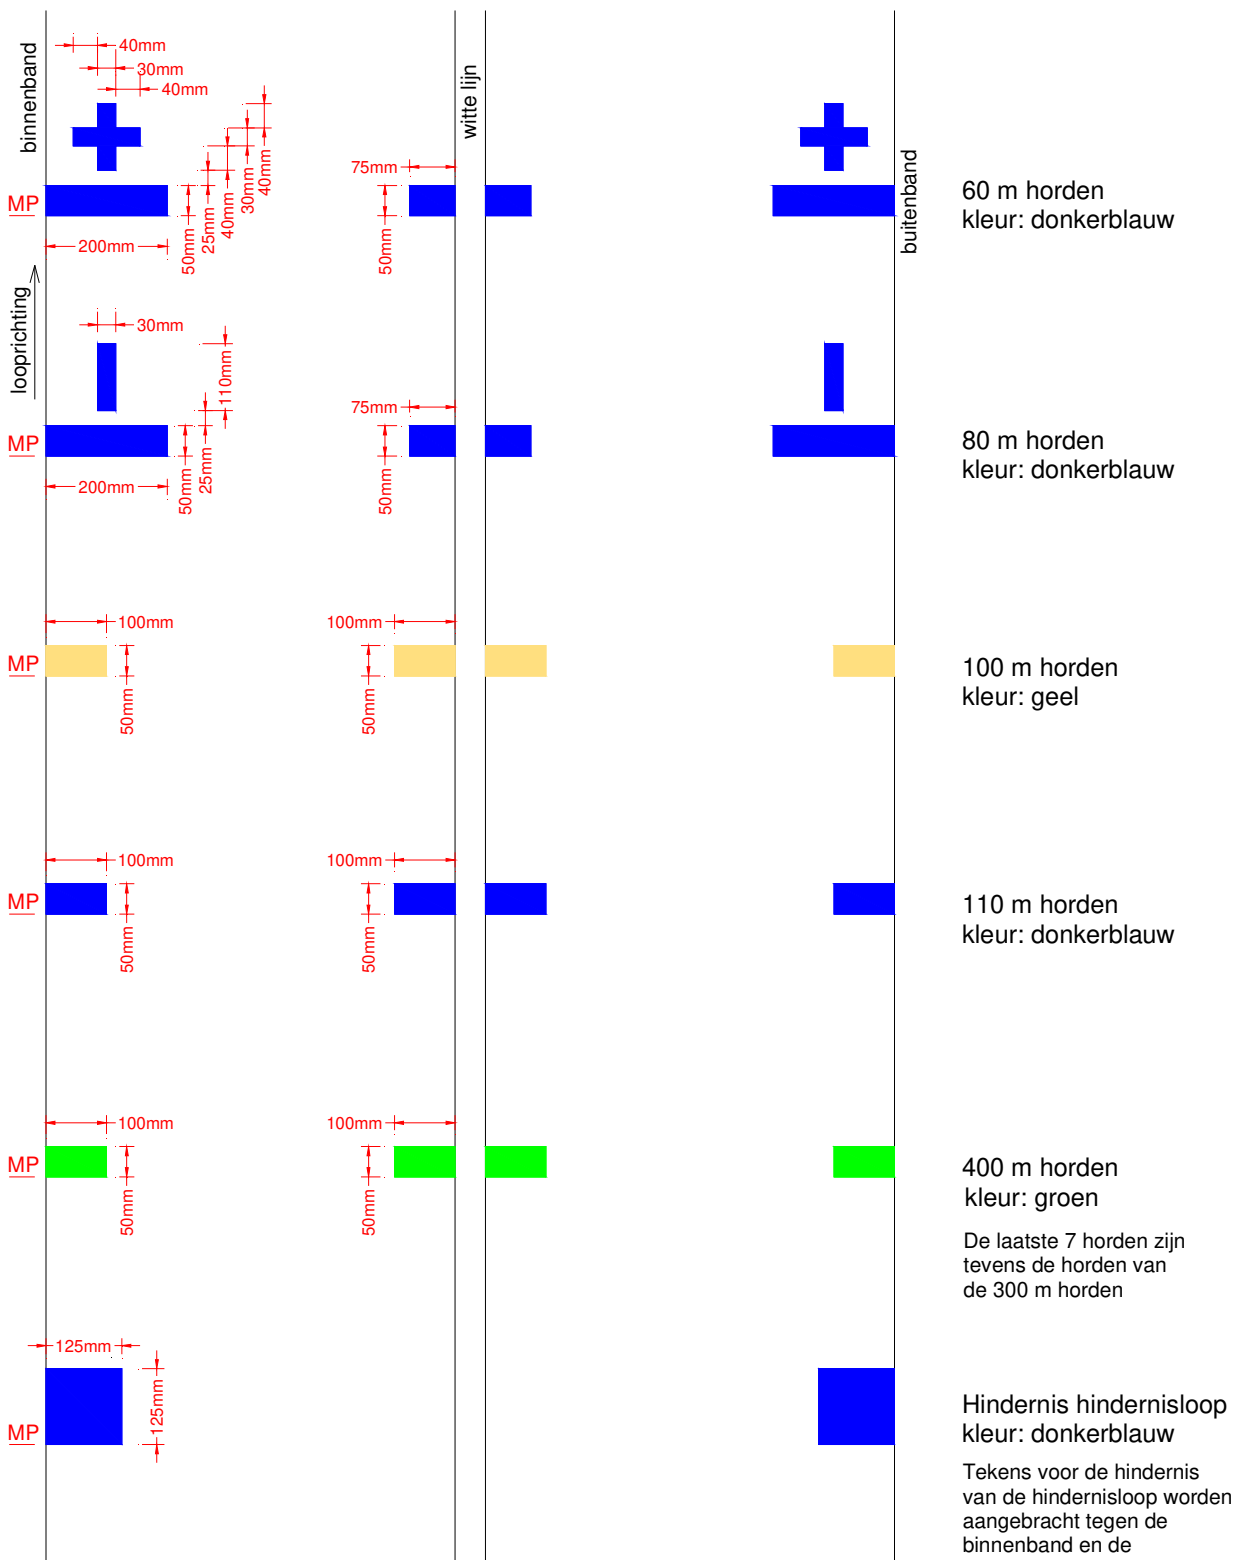 binnenband
40mm
30mm
40mm
40mm
30mm
40mm
25mm
50mm
MP
200mm
witte lijn
75mm
50mm
buitenband
60 m horden
kleur: donkerblauw
looprichting
30mm
110mm
25mm
50mm
MP
200mm
75mm
50mm
80 m horden
kleur: donkerblauw
100mm
50mm
MP
100mm
50mm
100 m horden
kleur: geel
100mm
50mm
MP
100mm
50mm
110 m horden
kleur: donkerblauw
100mm
50mm
MP
100mm
50mm
400 m horden
kleur: groen
De laatste 7 horden zijn
tevens de horden van
de 300 m horden
125mm
125mm
MP
Hindernis hindernisloop
kleur: donkerblauw
Tekens voor de hindernis
van de hindernisloop worden
aangebracht tegen de
binnenband en de